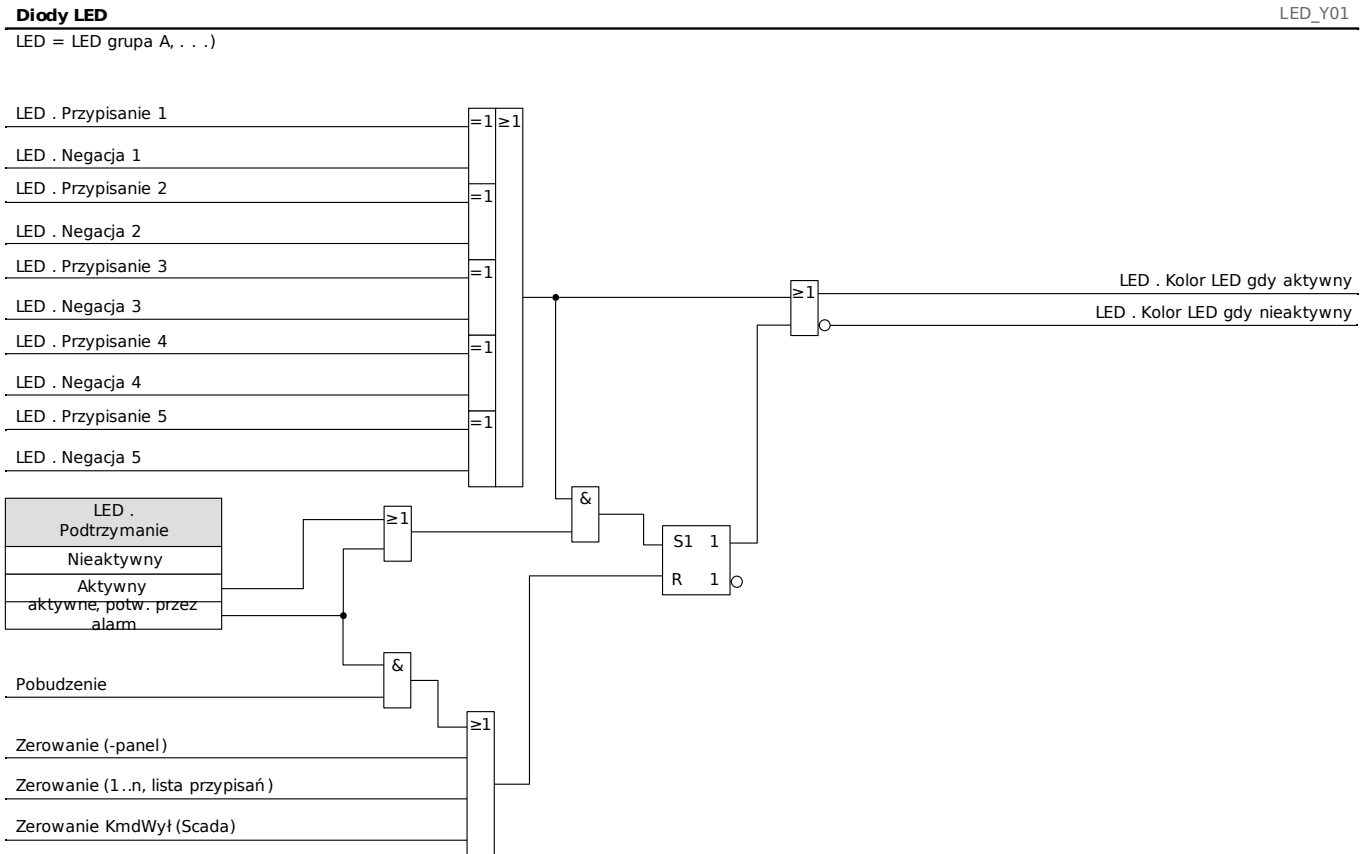 Diody LED
LED_Y01
LED = LED grupa A, . . .)
LED . Przypisanie 1
=1
≥1
LED . Negacja 1
LED . Przypisanie 2
=1
LED . Negacja 2
LED . Przypisanie 3
=1
LED . Negacja 3
LED . Kolor LED gdy aktywny
≥1
LED . Kolor LED gdy nieaktywny
LED . Przypisanie 4
=1
LED . Negacja 4
LED . Przypisanie 5
=1
LED . Negacja 5
&
LED .
Podtrzymanie
≥1
Nieaktywny
S1 1
Aktywny
R 1
aktywne, potw. przez
alarm
&
Pobudzenie
≥1
Zerowanie (-panel)
Zerowanie (1..n, lista przypisań)
Zerowanie KmdWył (Scada)